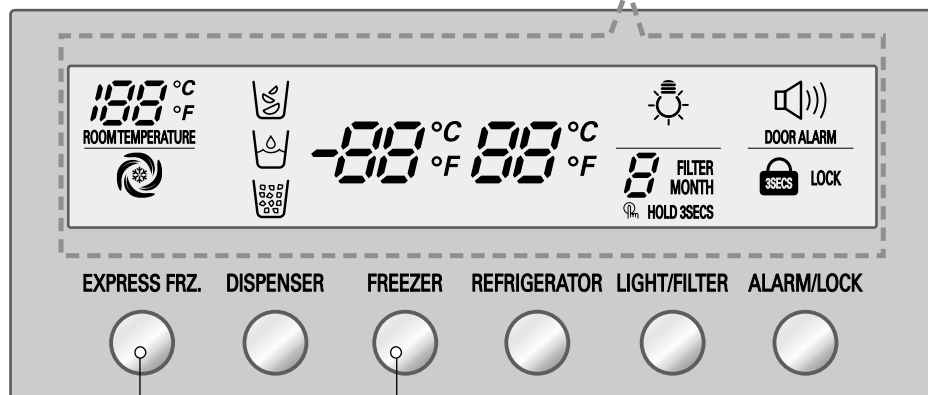 188 °C °F
ROOM TEMPERATURE
-88 °C °F
88 °C °F
8 FILTER MONTH
HOLD 3SECS
DOOR ALARM
3SECS LOCK
EXPRESS FRZ. DISPENSER FREEZER REFRIGERATOR LIGHT/FILTER ALARM/LOCK